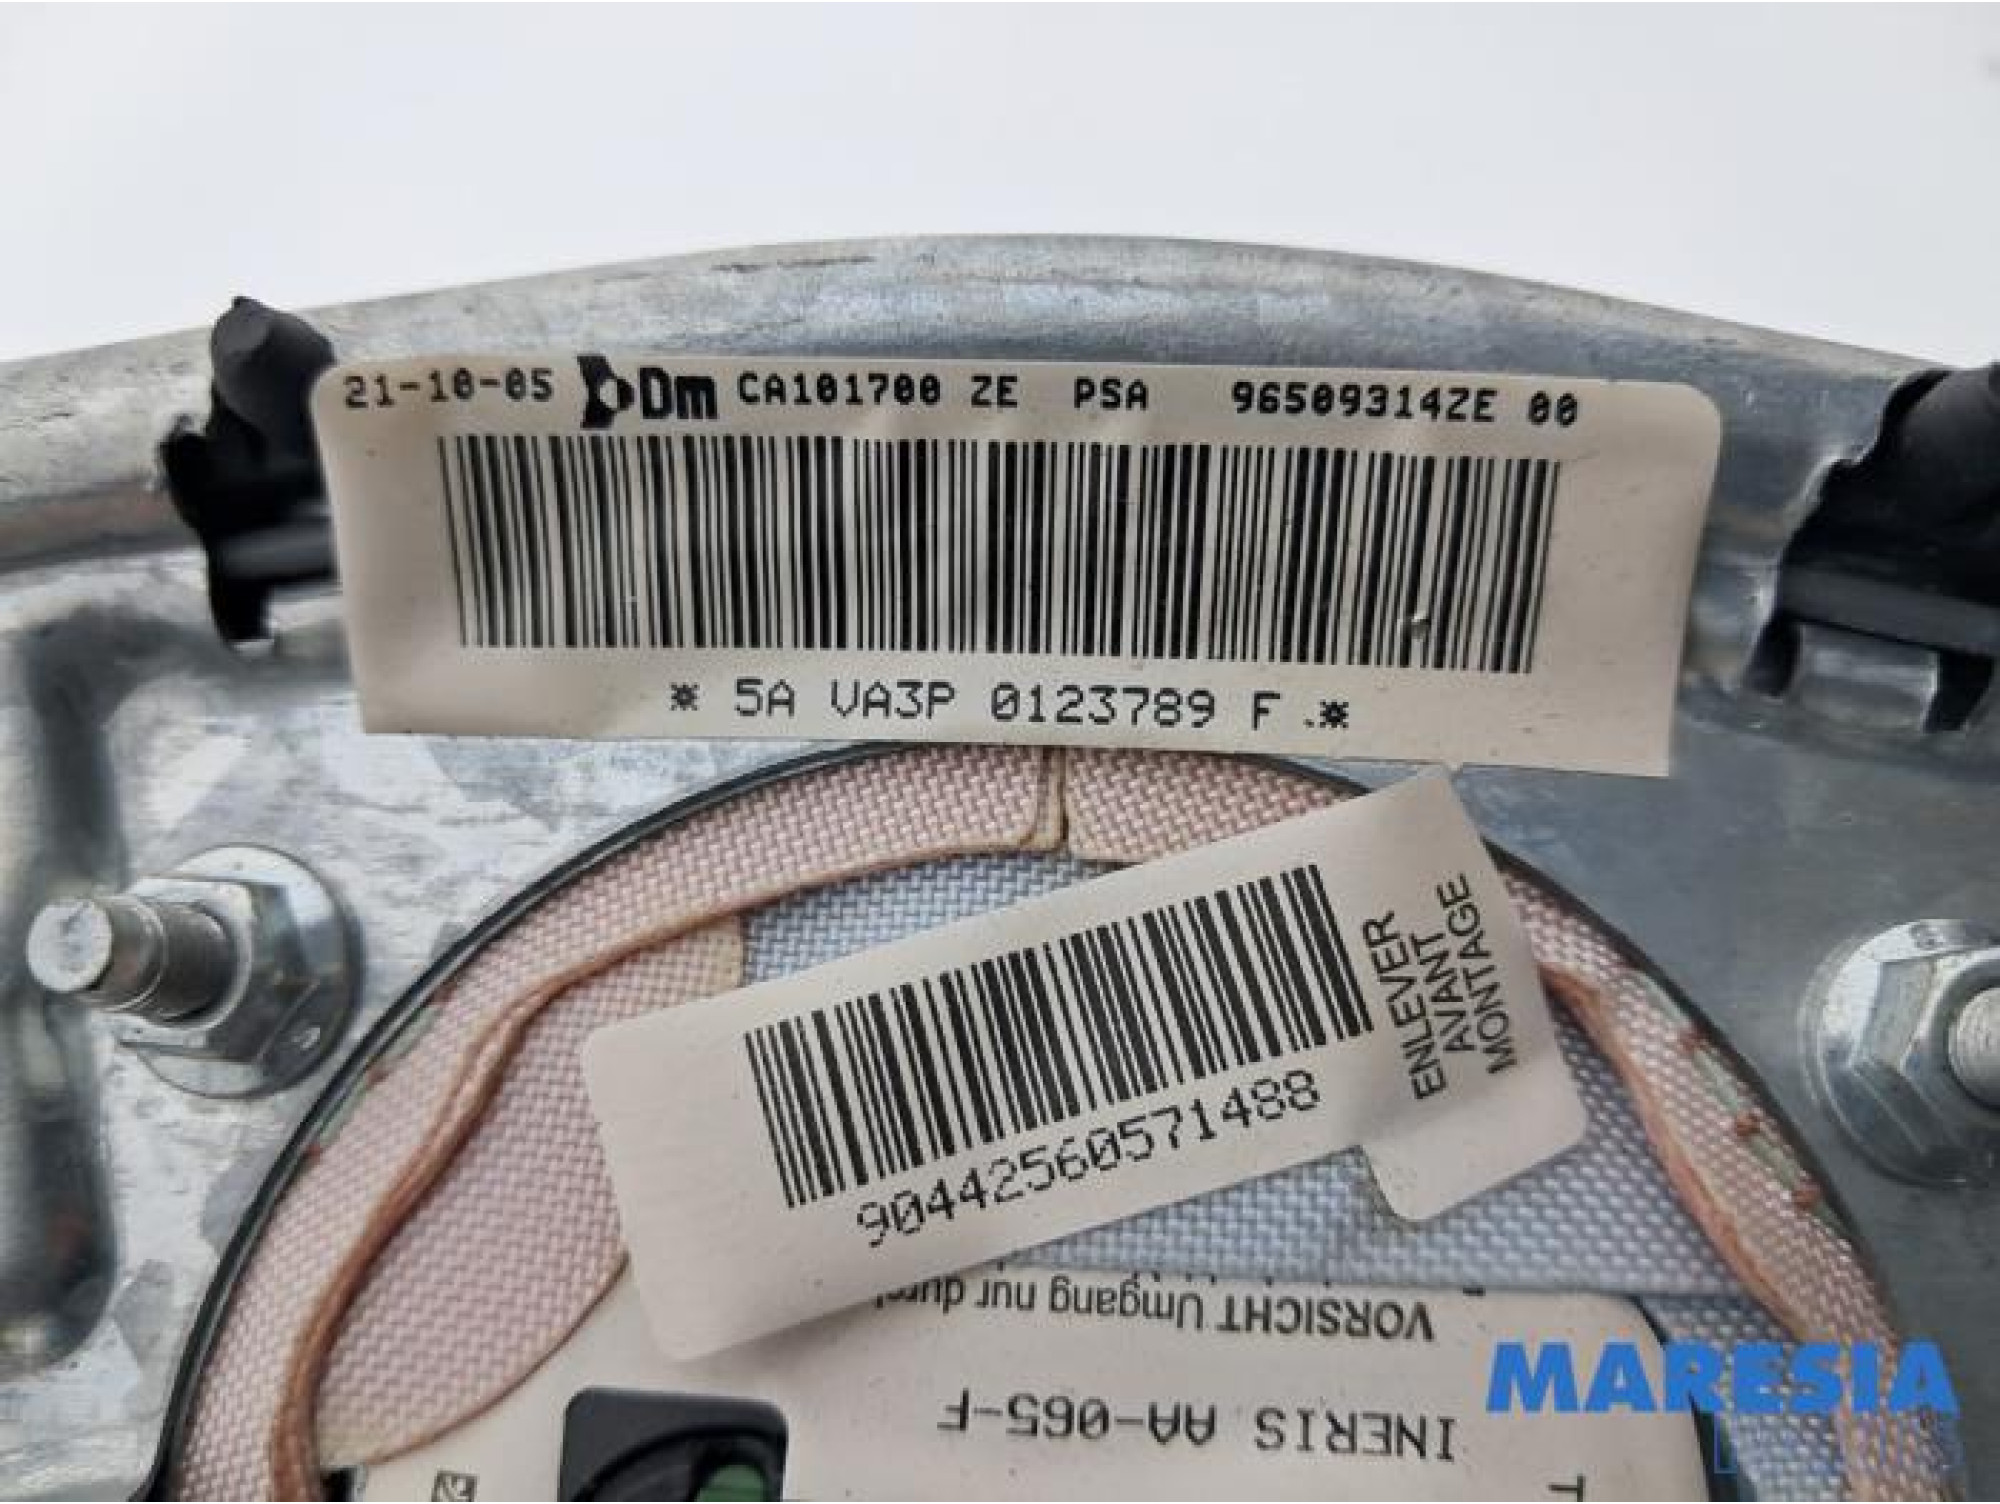 21-10-05 Dm CA101700 ZE PSA 96509314ZE 00
* 5A VA3P 0123789 F *
ENLEVER
AVANT
MONTAGE
90442560571488
VORSICHT Umgang nur
INERIS AA-065-F
MARESIA